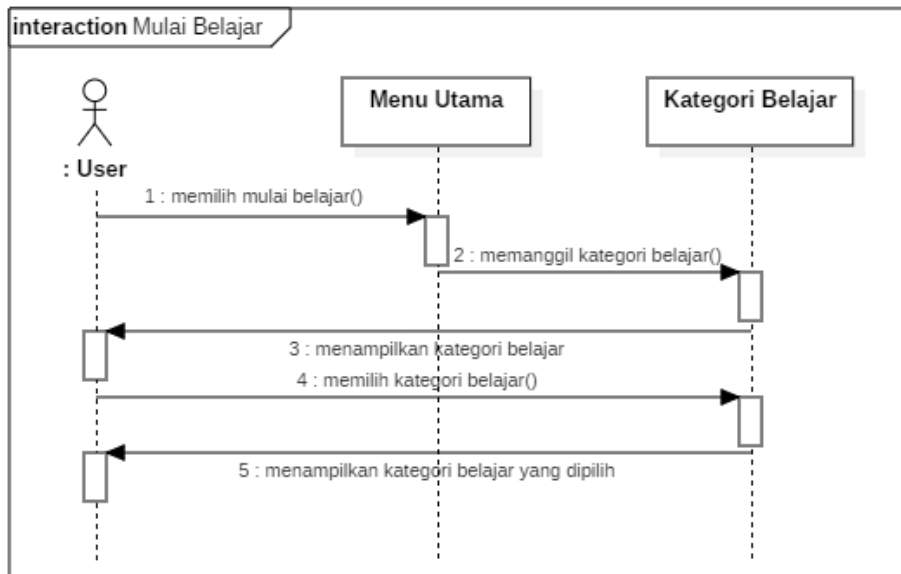 interaction Mulai Belajar
Menu Utama
Kategori Belajar
: User
1 : memilih mulai belajar()
2 : memanggil kategori belajar()
3 : menampilkan kategori belajar
4 : memilih kategori belajar()
5 : menampilkan kategori belajar yang dipilih